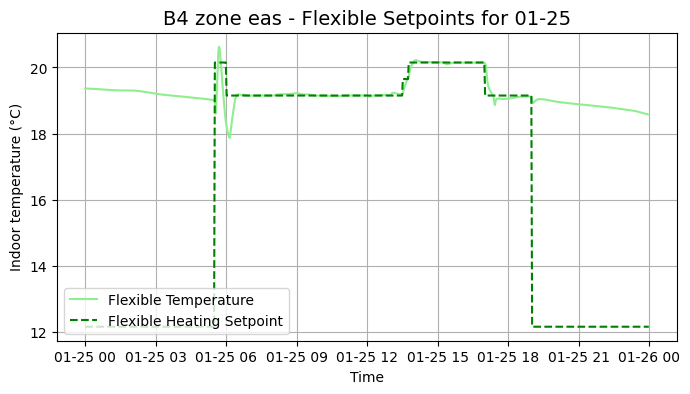 B4 zone eas - Flexible Setpoints for 01-25
Indoor temperature (°C)
20
18
16
14
12
Flexible Temperature
Flexible Heating Setpoint
01-25 00 01-25 03 01-25 06 01-25 09 01-25 12 01-25 15 01-25 18 01-25 21 01-26 00
Time